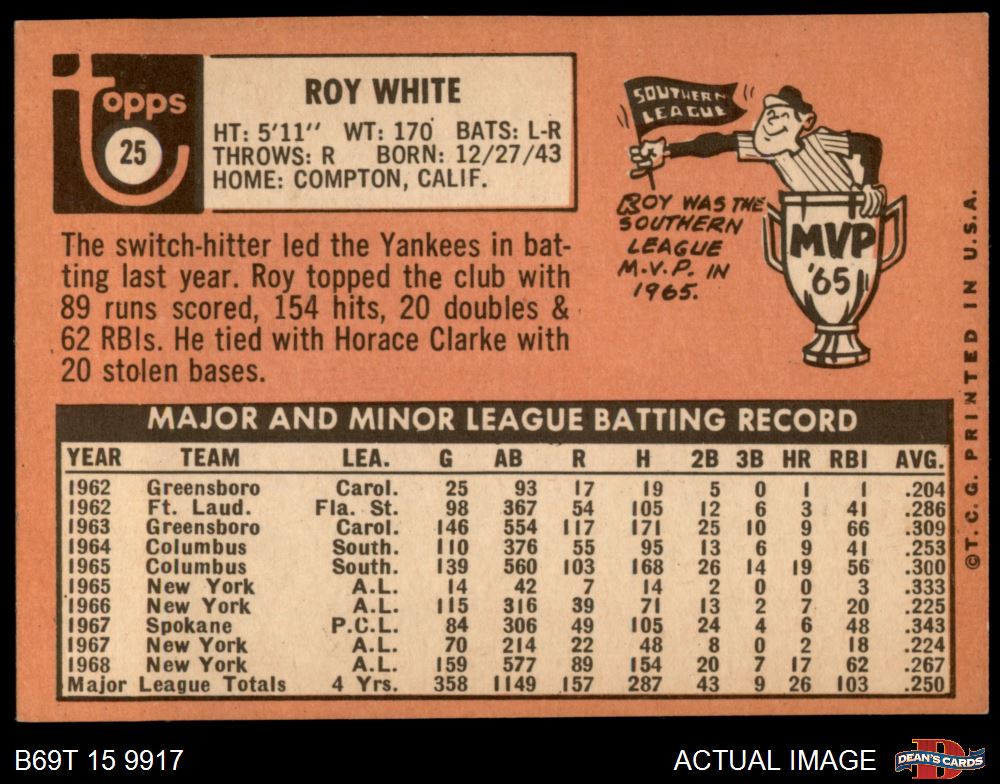 Topps
25
ROY WHITE
HT: 5'11" WT: 170 BATS: L-R
THROWS: R BORN: 12/27/43
HOME: COMPTON, CALIF.
The switch-hitter led the Yankees in bat-
ting last year. Roy topped the club with
89 runs scored, 154 hits, 20 doubles &
62 RBIs. He tied with Horace Clarke with
20 stolen bases.
SOUTHERN
LEAGUE
ROY WAS THE
SOUTHERN
LEAGUE
M.V.P. IN
1965.
MVP
'65
MAJOR AND MINOR LEAGUE BATTING RECORD
YEAR TEAM LEA. G AB R H 2B 3B HR RBI AVG.
1962 Greensboro Carol. 25 93 17 19 5 0 1 1 .204
1962 Ft. Laud. Fla. St. 98 367 54 105 12 6 3 41 .286
1963 Greensboro Carol. 146 554 117 171 25 10 9 66 .309
1964 Columbus South. 110 376 55 95 13 6 9 41 .253
1965 Columbus South. 139 560 103 168 26 14 19 56 .300
1965 New York A.L. 14 42 7 14 2 0 0 3 .333
1966 New York A.L. 115 316 39 71 13 2 7 20 .225
1967 Spokane P.C.L. 84 306 49 105 24 4 6 48 .343
1967 New York A.L. 70 214 22 48 8 0 2 18 .224
1968 New York A.L. 159 577 89 154 20 7 17 62 .267
Major League Totals 4 Yrs. 358 1149 157 287 43 9 26 103 .250
©T.C.G. PRINTED IN U.S.A.
B69T 15 9917
ACTUAL IMAGE
DEAN'S CARDS